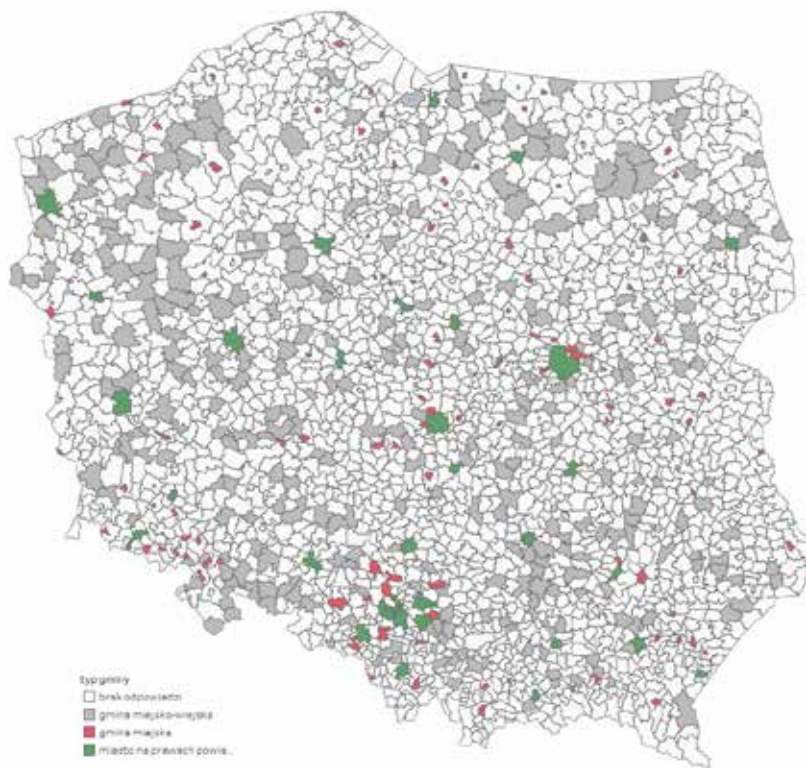 typ gminy
brak odpowiedzi
gmina miejsko-wiejska
gmina miejska
miasto na prawach powia...